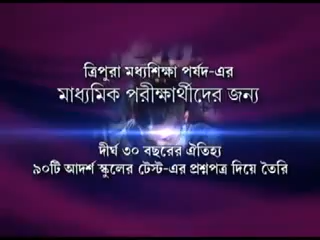 ত্রিপুরা মধ্যশিক্ষা পর্ষদ-এর
মাধ্যমিক পরীক্ষার্থীদের জন্য
দীর্ঘ ৩০ বছরের ঐতিহ্য
৯০টি আদর্শ স্কুলের টেস্ট-এর প্রশ্নপত্র দিয়ে তৈরি